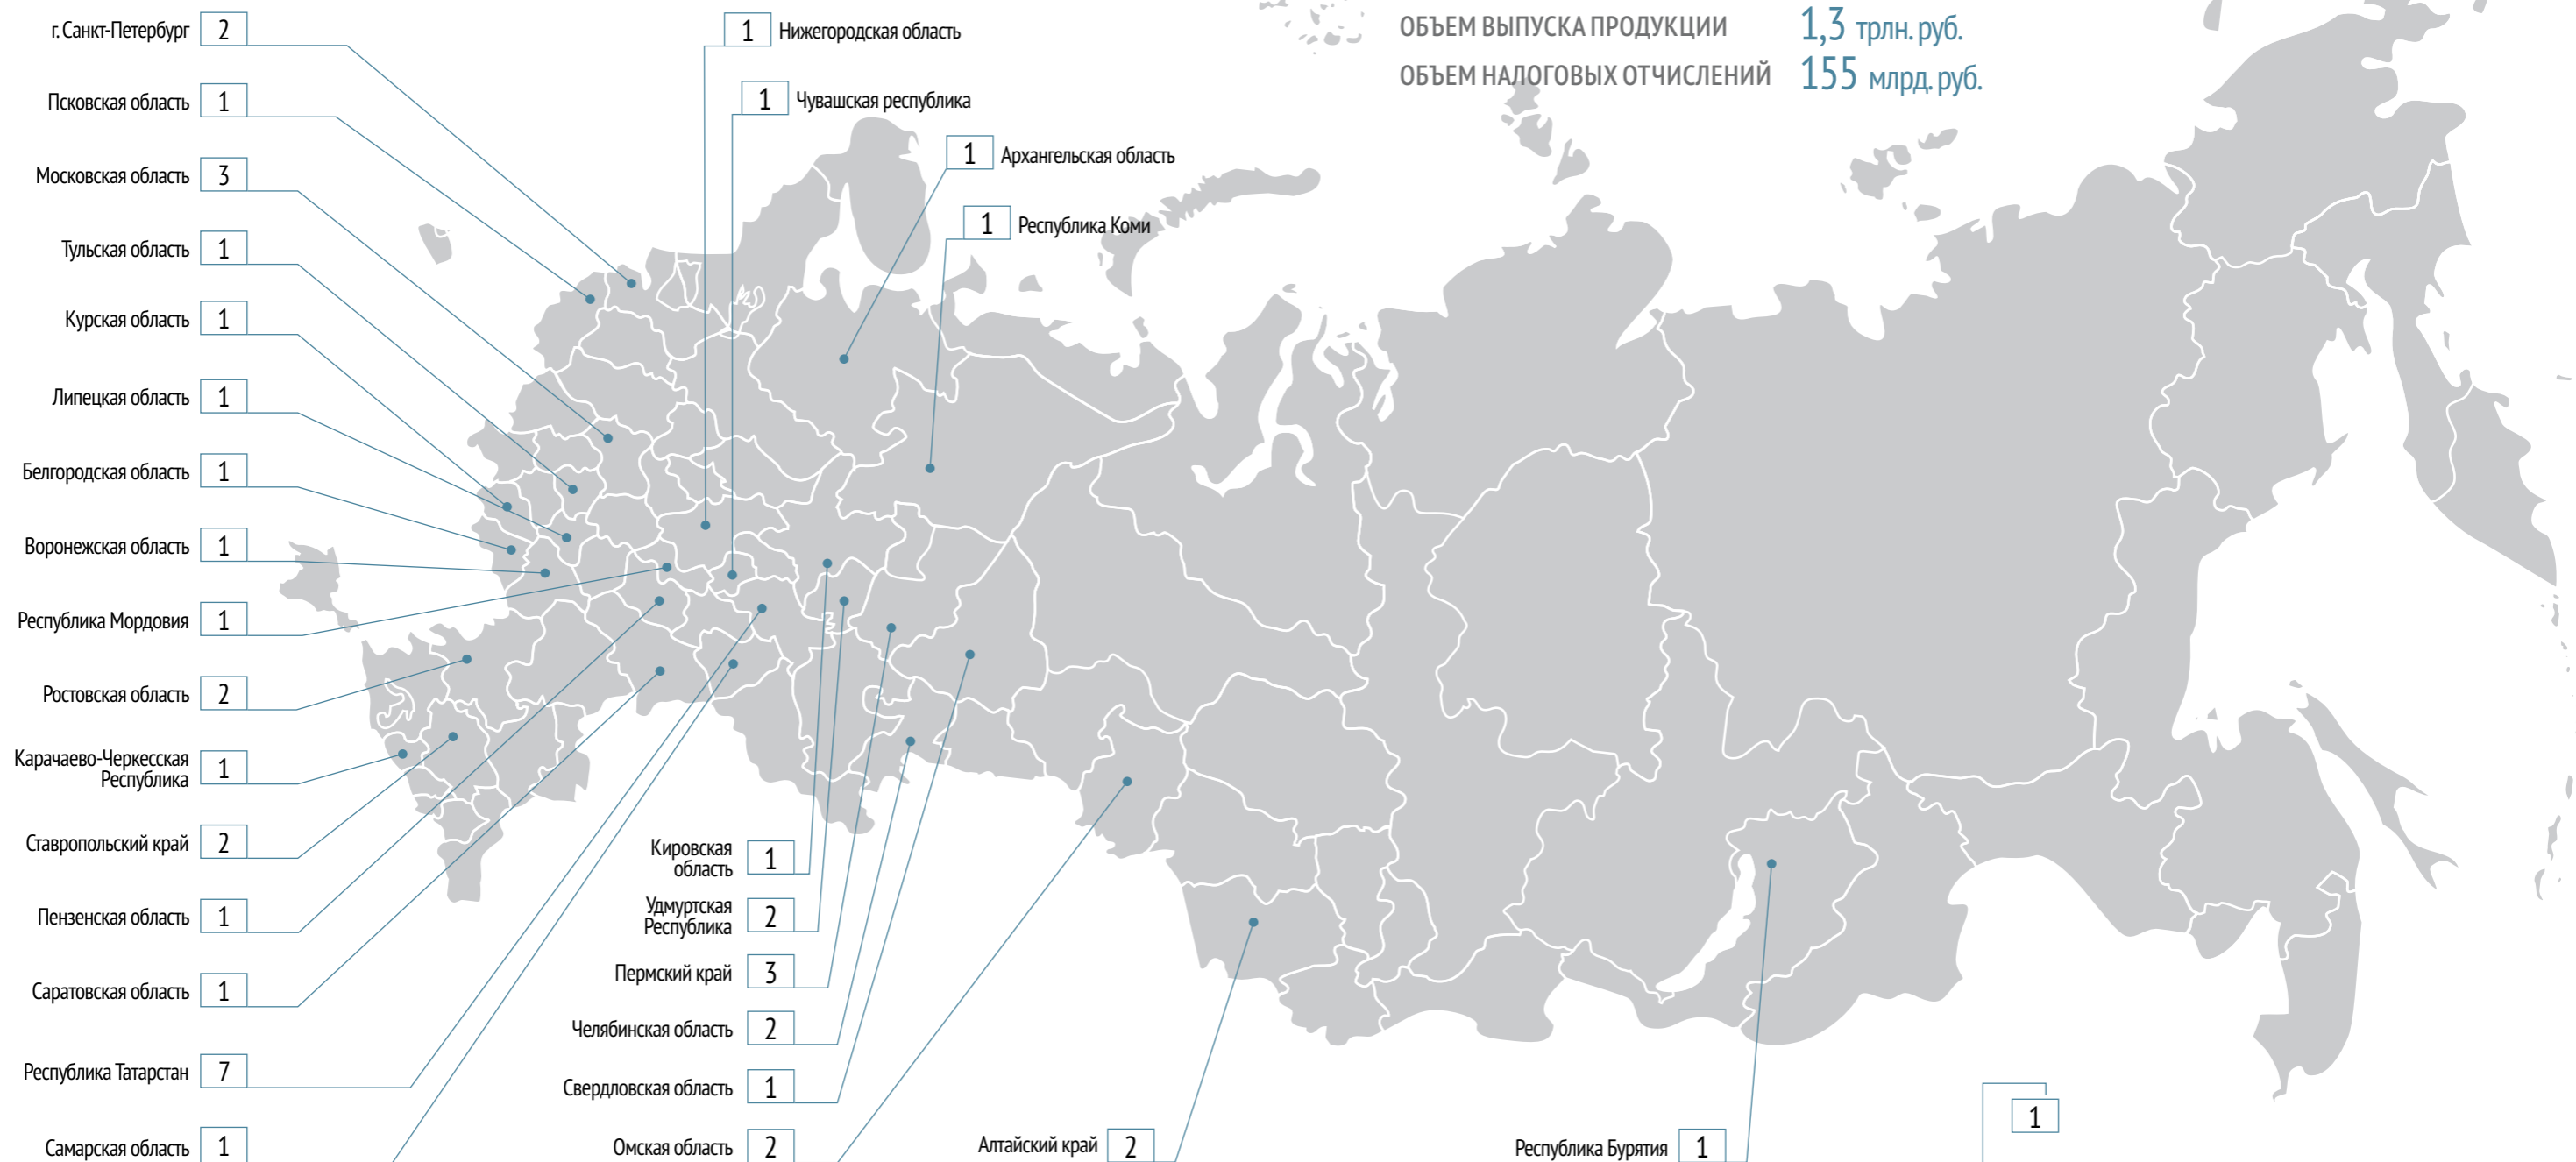 г. Санкт-Петербург 2
Псковская область 1
Московская область 3
Тульская область 1
Курская область 1
Липецкая область 1
Белгородская область 1
Воронежская область 1
Республика Мордовия 1
Ростовская область 2
Карачаево-Черкесская
Республика 1
Ставропольский край 2
Пензенская область 1
Саратовская область 1
Республика Татарстан 7
Самарская область 1
1 Нижегородская область
1 Чувашская республика
1 Архангельская область
1 Республика Коми
ОБЪЕМ ВЫПУСКА ПРОДУКЦИИ 1,3 трлн. руб.
ОБЪЕМ НАЛОГОВЫХ ОТЧИСЛЕНИЙ 155 млрд. руб.
Кировская
область 1
Удмуртская
Республика 2
Пермский край 3
Челябинская область 2
Свердловская область 1
Омская область 2
Алтайский край 2
Республика Бурятия 1
1